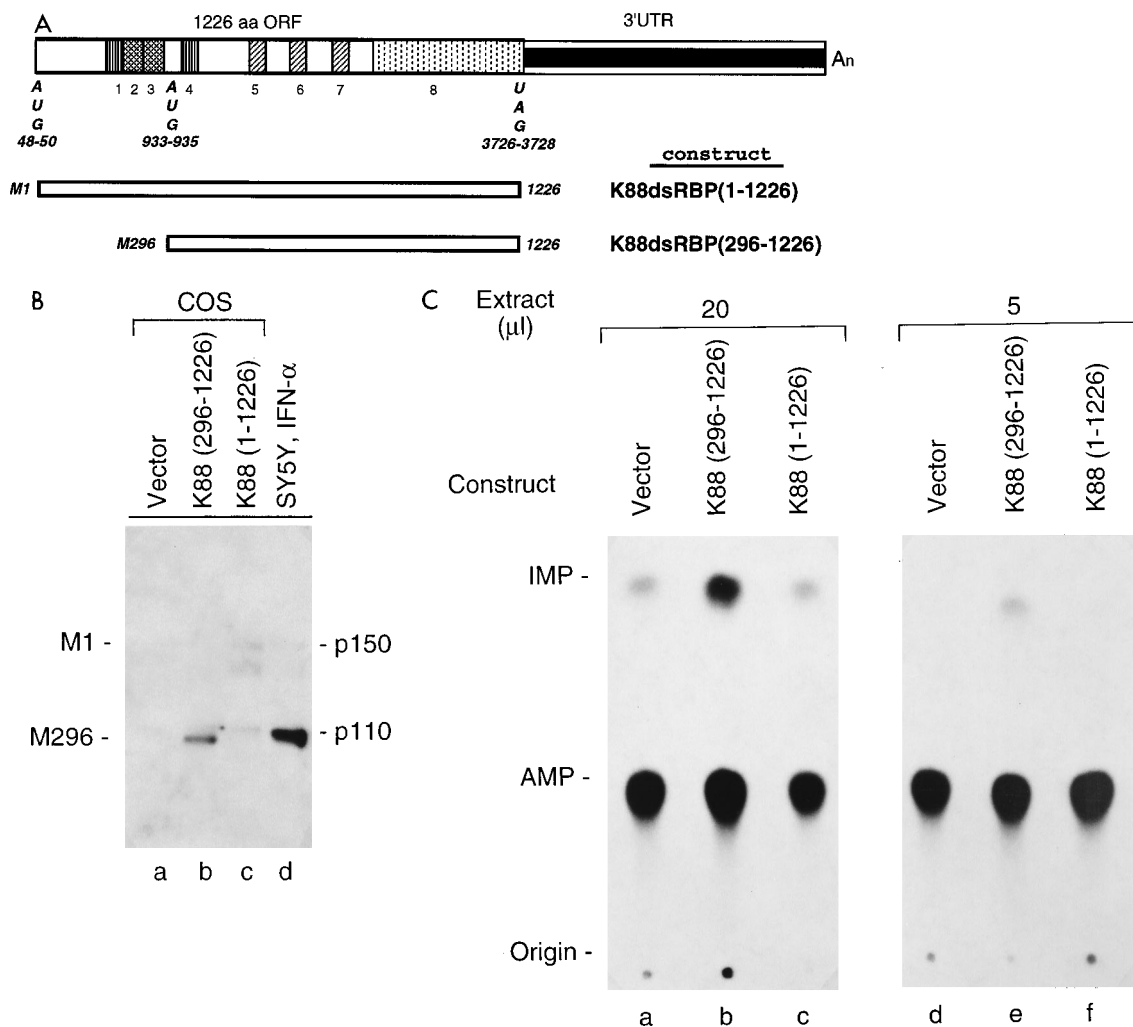 A
1226 aa ORF
3'UTR
An
1 2 3 4 5 6 7 8
AUG
48-50
AUG
933-935
UAG
3726-3728
construct
M1
1226
K88dsRBP(1-1226)
M296
1226
K88dsRBP(296-1226)
B
COS
Vector
K88 (296-1226)
K88 (1-1226)
SY5Y, IFN-α
M1 -
- p150
M296 -
- p110
a b c d
C
Extract
(μl)
20
5
Construct
Vector
K88 (296-1226)
K88 (1-1226)
Vector
K88 (296-1226)
K88 (1-1226)
IMP -
AMP -
Origin -
a b c d e f